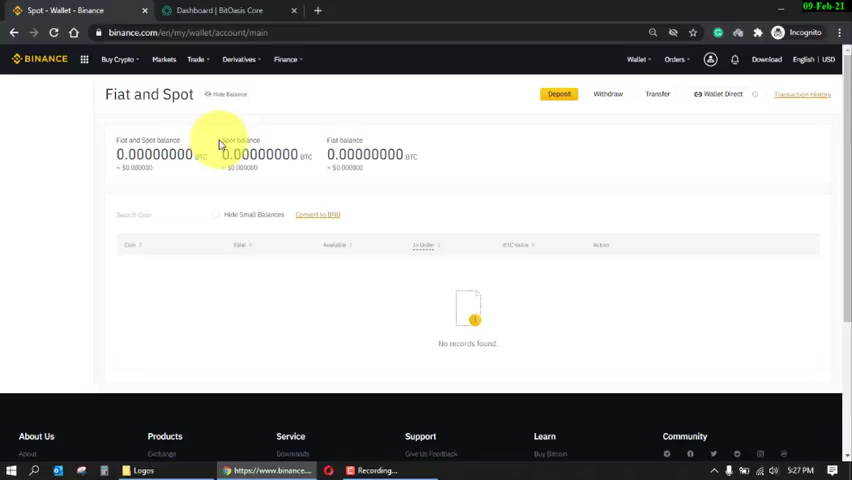 09-Feb-21
Spot - Wallet - Binance
Dashboard | BitOasis Core
binance.com/en/my/wallet/account/main
Incognito
BINANCE
Buy Crypto
Markets
Trade
Derivatives
Finance
Wallet
Orders
Download
English
USD
Fiat and Spot
Hide Balance
Deposit
Withdraw
Transfer
Wallet Direct
Transaction History
Fiat and Spot balance
Spot balance
Fiat balance
0.00000000 BTC
0.00000000 BTC
0.00000000 BTC
~ $0.000000
~ $0.000000
~ $0.000000
Search Coin
Hide Small Balances
Convert to BNB
Coin
Total
Available
In Order
BTC Value
Action
No records found.
About Us
Products
Service
Support
Learn
Community
About
Exchange
Downloads
Give Us Feedback
Buy Bitcoin
Logos
https://www.binance...
Recording...
5:27 PM